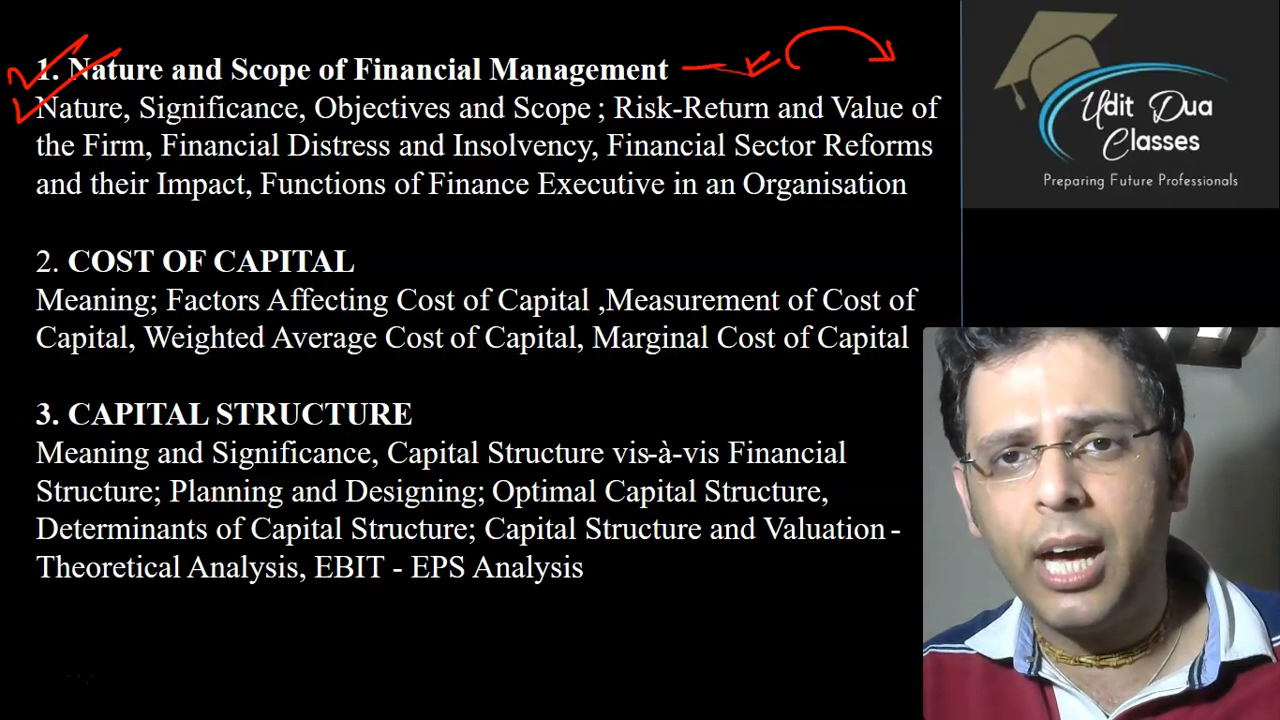 1. Nature and Scope of Financial Management
Nature, Significance, Objectives and Scope ; Risk-Return and Value of
the Firm, Financial Distress and Insolvency, Financial Sector Reforms
and their Impact, Functions of Finance Executive in an Organisation
2. COST OF CAPITAL
Meaning; Factors Affecting Cost of Capital ,Measurement of Cost of
Capital, Weighted Average Cost of Capital, Marginal Cost of Capital
3. CAPITAL STRUCTURE
Meaning and Significance, Capital Structure vis-à-vis Financial
Structure; Planning and Designing; Optimal Capital Structure,
Determinants of Capital Structure; Capital Structure and Valuation -
Theoretical Analysis, EBIT - EPS Analysis
Udit Dua
Classes
Preparing Future Professionals